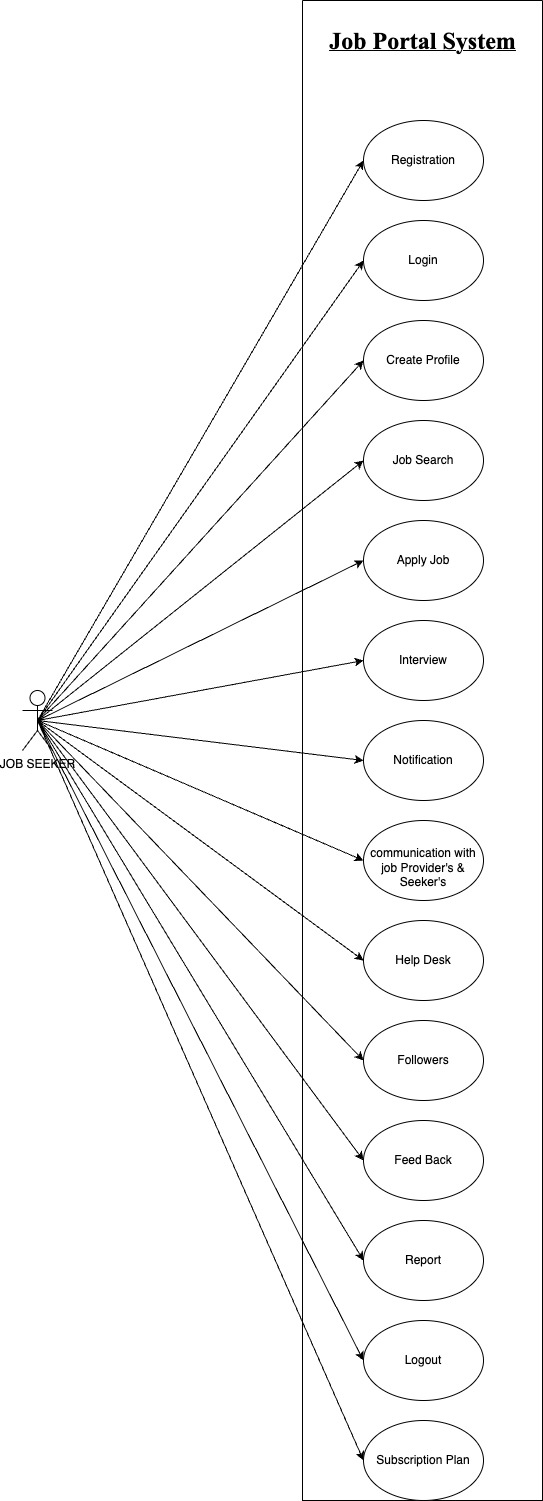 Job Portal System
Registration
Login
Create Profile
Job Search
Apply Job
Interview
JOB SEEKER
Notification
communication with
job Provider's &
Seeker's
Help Desk
Followers
Feed Back
Report
Logout
Subscription Plan